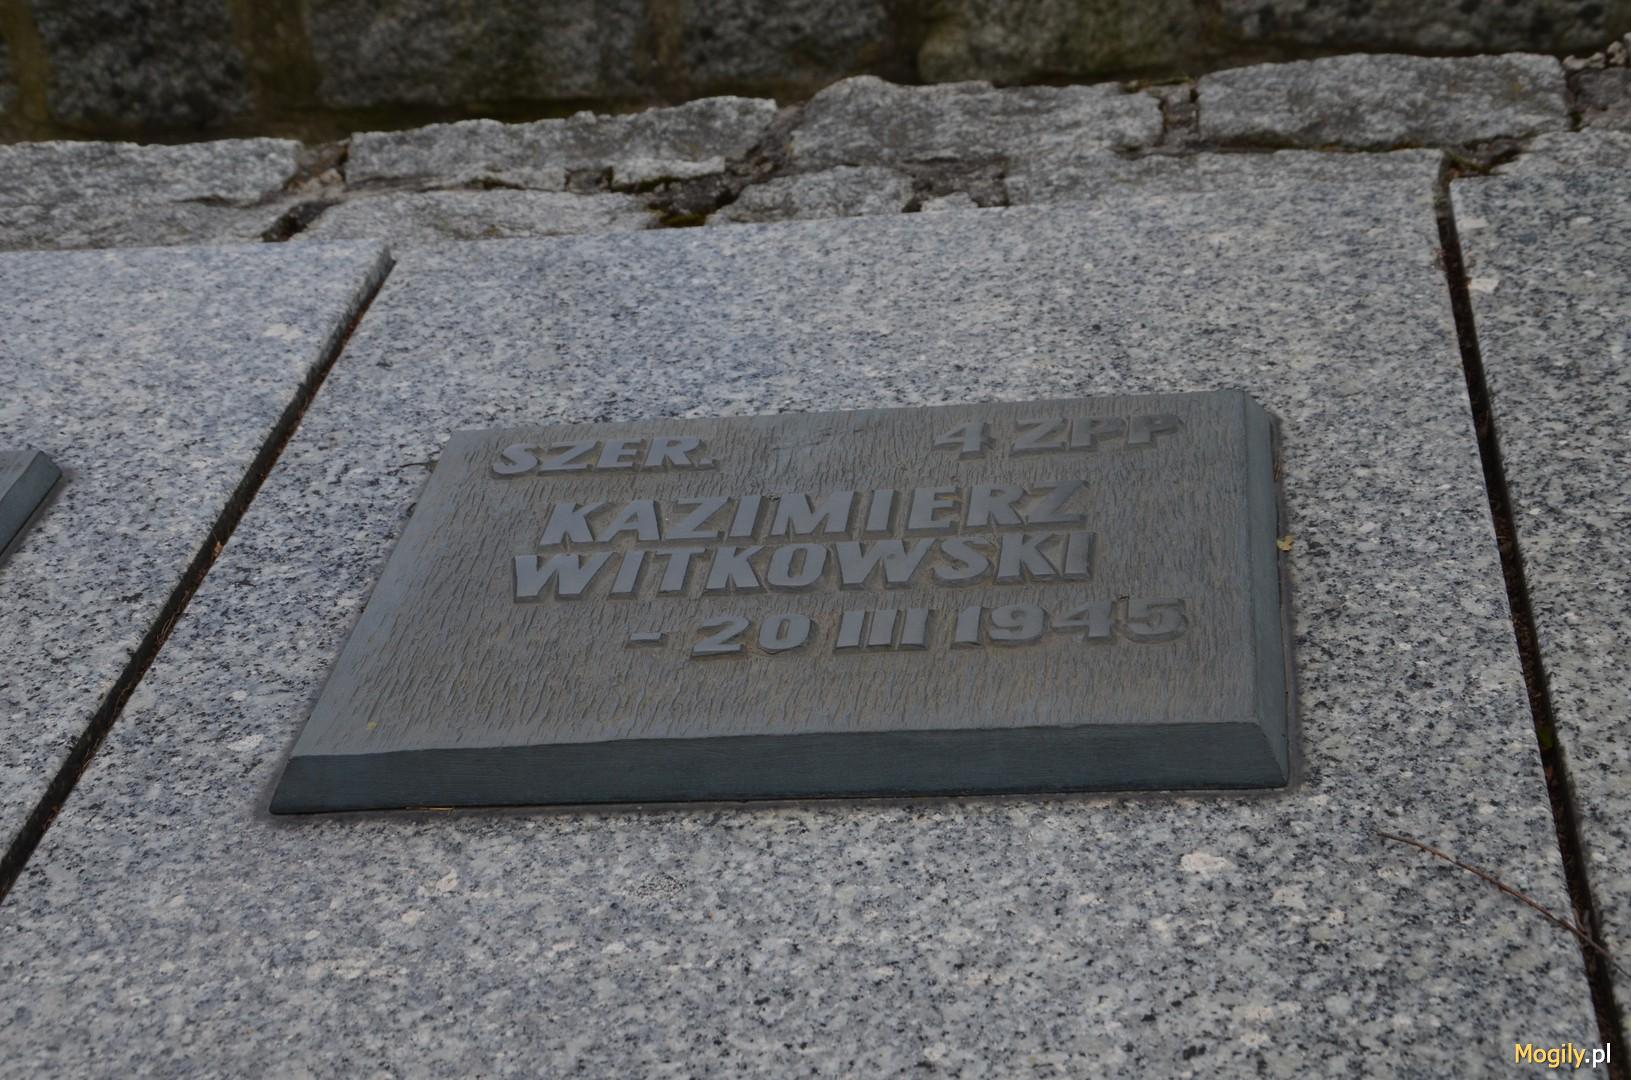 SZER. 4 ZPP
KAZIMIERZ
WITKOWSKI
- 20 III 1945
Mogily.pl